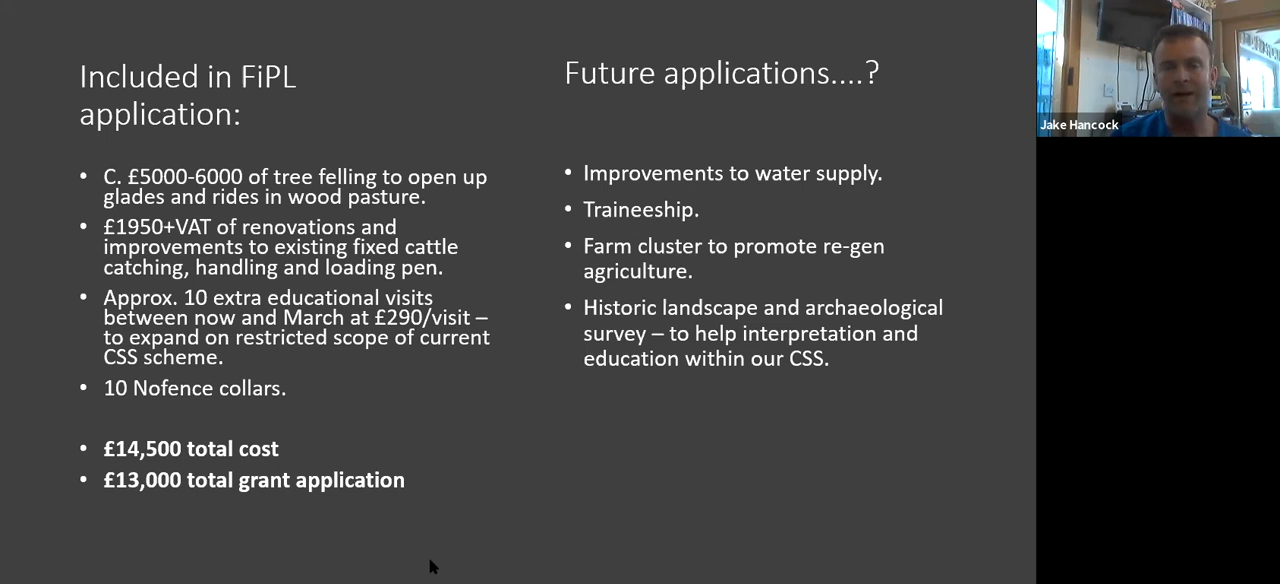 Included in FiPL
application:
• C. £5000-6000 of tree felling to open up
glades and rides in wood pasture.
• £1950+VAT of renovations and
improvements to existing fixed cattle
catching, handling and loading pen.
• Approx. 10 extra educational visits
between now and March at £290/visit –
to expand on restricted scope of current
CSS scheme.
• 10 Nofence collars.
• £14,500 total cost
• £13,000 total grant application
Future applications....?
• Improvements to water supply.
• Traineeship.
• Farm cluster to promote re-gen
agriculture.
• Historic landscape and archaeological
survey – to help interpretation and
education within our CSS.
Jake Hancock